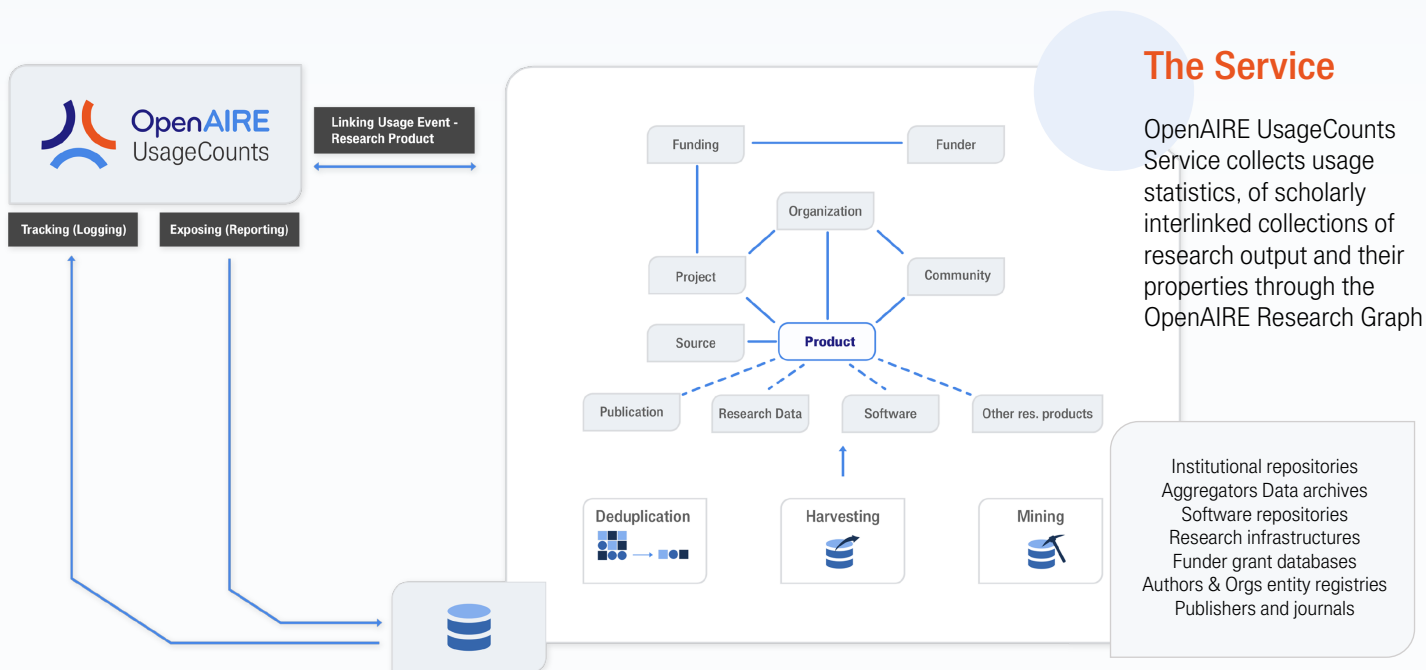 The Service
OpenAIRE UsageCounts
Service collects usage
statistics, of scholarly
interlinked collections of
research output and their
properties through the
OpenAIRE Research Graph
OpenAIRE
UsageCounts
Linking Usage Event -
Research Product
Tracking (Logging)
Exposing (Reporting)
Funding
Funder
Organization
Project
Community
Source
Product
Publication
Research Data
Software
Other res. products
Deduplication
Harvesting
Mining
Institutional repositories
Aggregators Data archives
Software repositories
Research infrastructures
Funder grant databases
Authors & Orgs entity registries
Publishers and journals